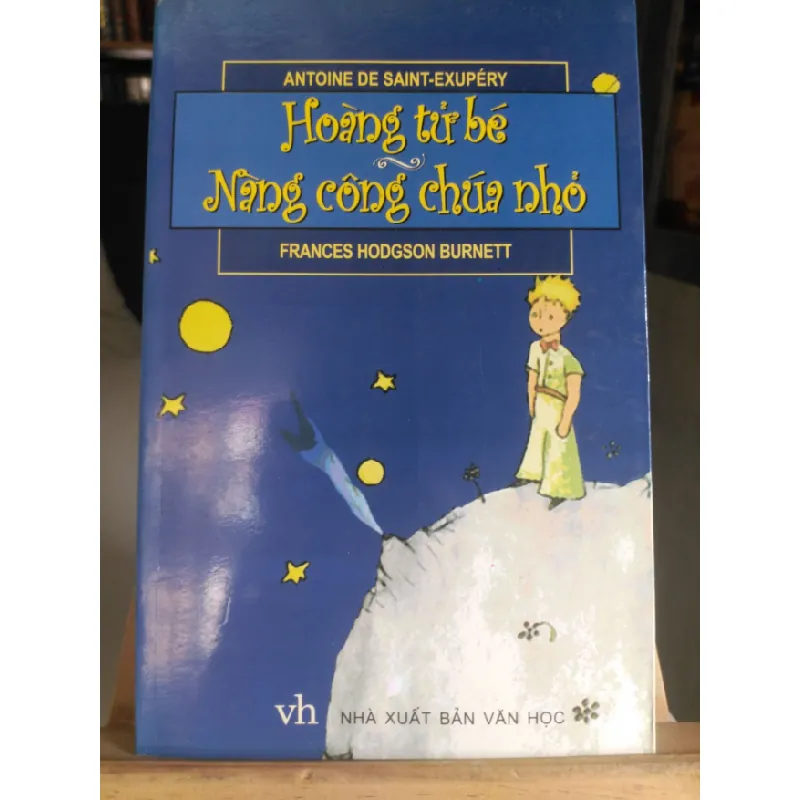 ANTOINE DE SAINT-EXUPÉRY
Hoàng tử bé
~
Nàng công chúa nhỏ
FRANCES HODGSON BURNETT
vh NHÀ XUẤT BẢN VĂN HỌC